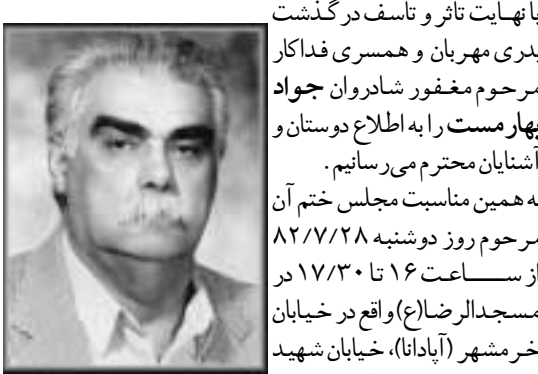 با نهایت تاثر و تاسف درگذشت
پدری مهربان و همسری فداکار
مرحوم مغفور شادروان جواد
بهارمست را به اطلاع دوستان و
آشنایان محترم می‌رسانیم.
به همین مناسبت مجلس ختم آن
مرحوم روز دوشنبه ۸۲/۷/۲۸
از ساعت ۱۶ تا ۱۷/۳۰ در
مسجدالرضا(ع) واقع در خیابان
خرمشهر (آپادانا)، خیابان شهید